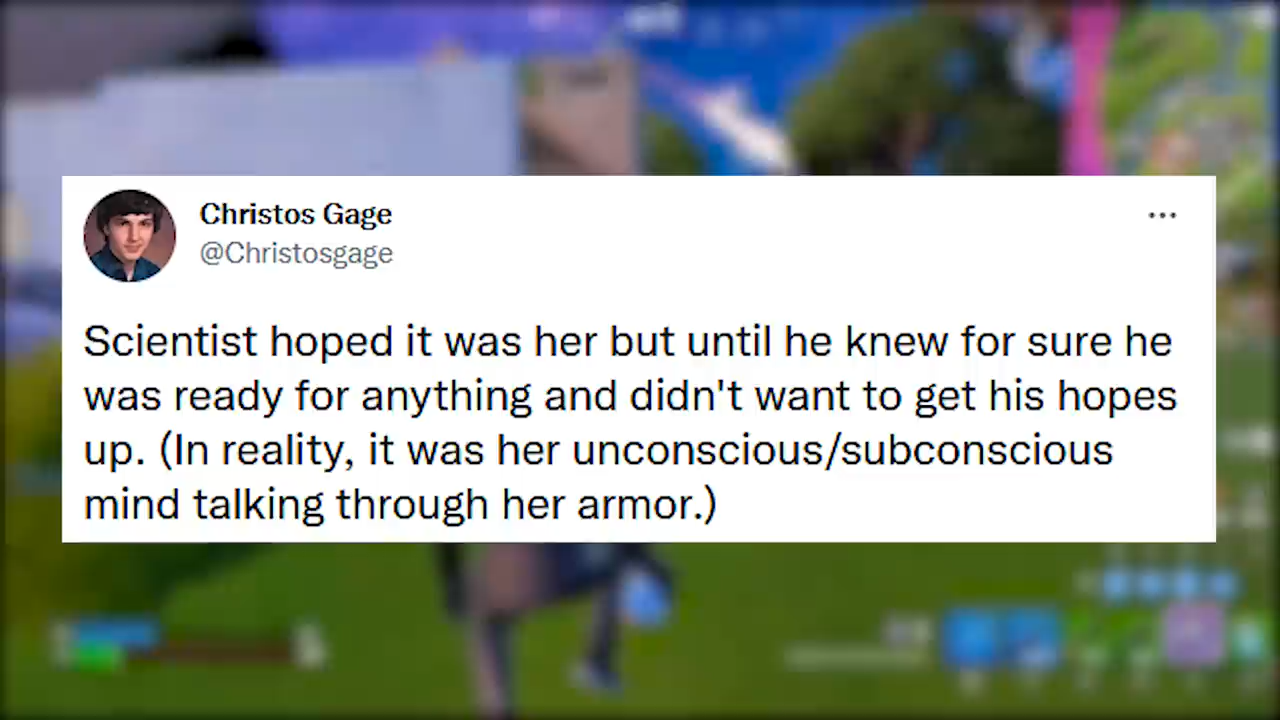 Christos Gage
@Christosgage
Scientist hoped it was her but until he knew for sure he
was ready for anything and didn't want to get his hopes
up. (In reality, it was her unconscious/subconscious
mind talking through her armor.)